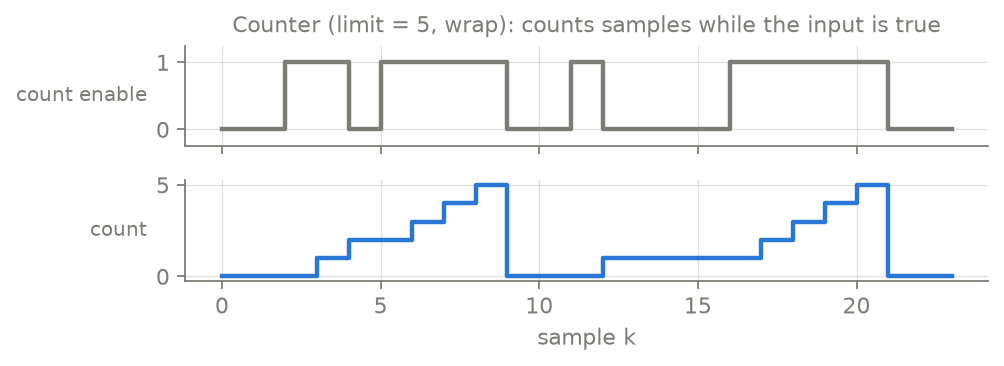 Counter (limit = 5, wrap): counts samples while the input is true
1
count enable
0
5
count
0
0 5 10 15 20
sample k